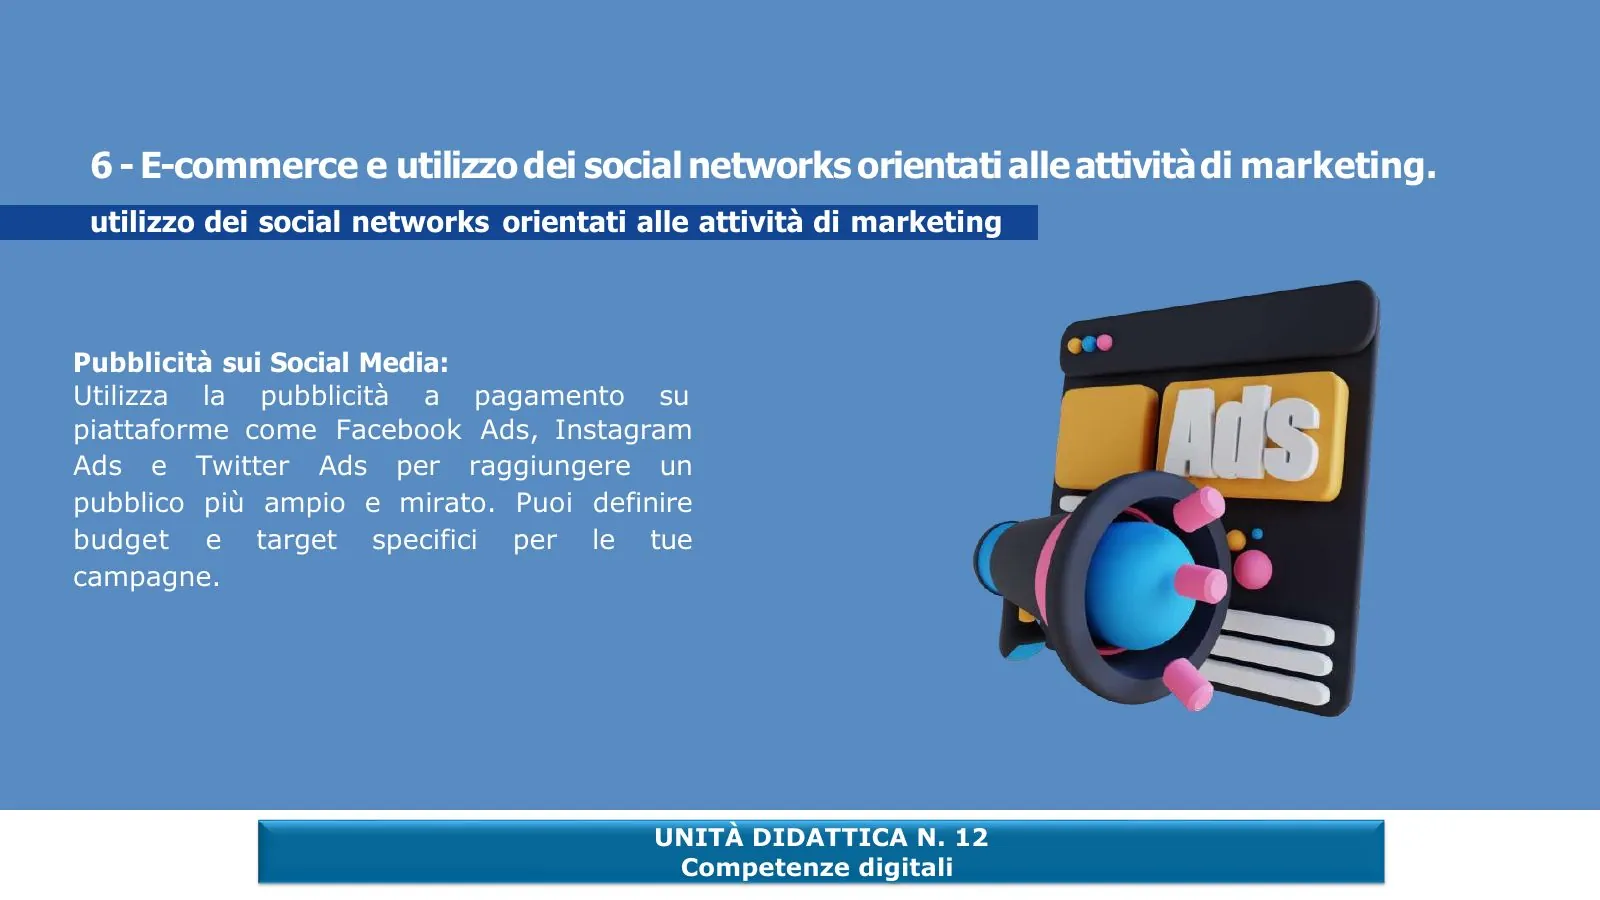 6 - E-commerce e utilizzo dei social networks orientati alle attività di marketing.
utilizzo dei social networks orientati alle attività di marketing
Pubblicità sui Social Media:
Utilizza la pubblicità a pagamento su
piattaforme come Facebook Ads, Instagram
Ads e Twitter Ads per raggiungere un
pubblico più ampio e mirato. Puoi definire
budget e target specifici per le tue
campagne.
Ads
UNITÀ DIDATTICA N. 12
Competenze digitali